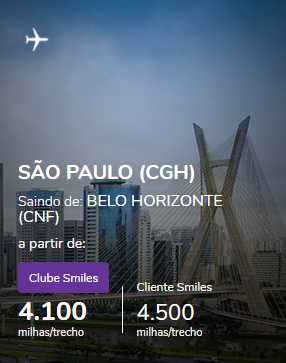 SÃO PAULO (CGH)
Saindo de: BELO HORIZONTE
(CNF)
a partir de:
Clube Smiles
4.100
milhas/trecho
Cliente Smiles
4.500
milhas/trecho